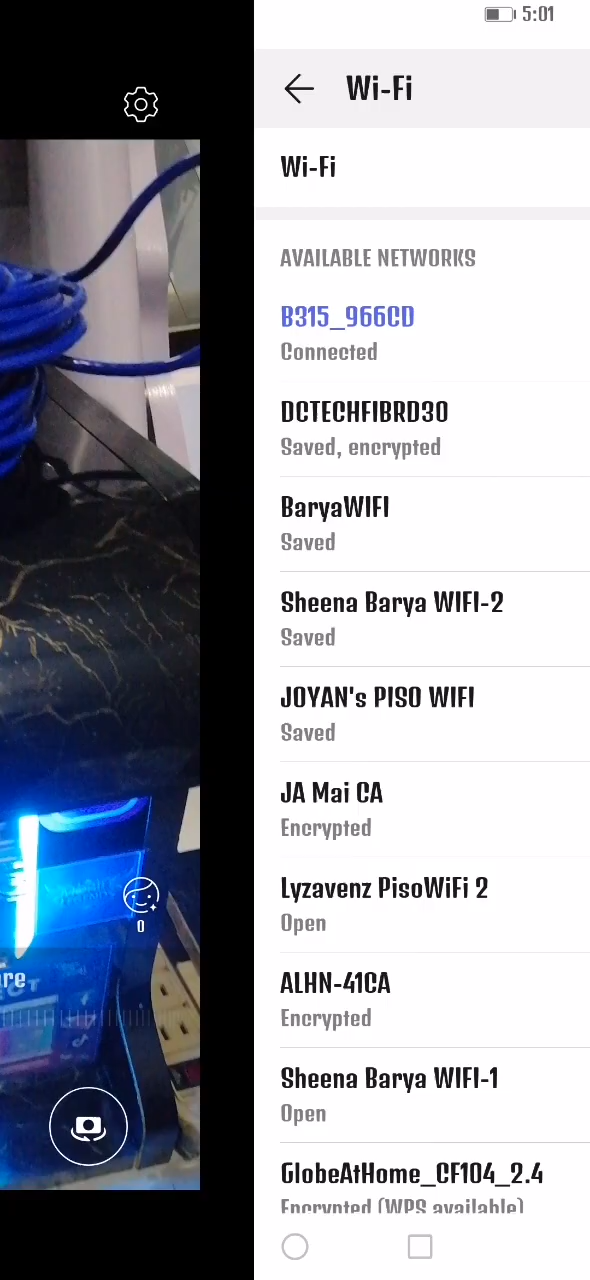 5:01
Wi-Fi
Wi-Fi
AVAILABLE NETWORKS
B315_966CD
Connected
DCTECHFIBRD30
Saved, encrypted
BaryaWIFI
Saved
Sheena Barya WIFI-2
Saved
JOYAN's PISO WIFI
Saved
JA Mai CA
Encrypted
Lyzavenz PisoWiFi 2
Open
ALHN-41CA
Encrypted
Sheena Barya WIFI-1
Open
GlobeAtHome_CF104_2.4
Encrypted (WPS available)
0